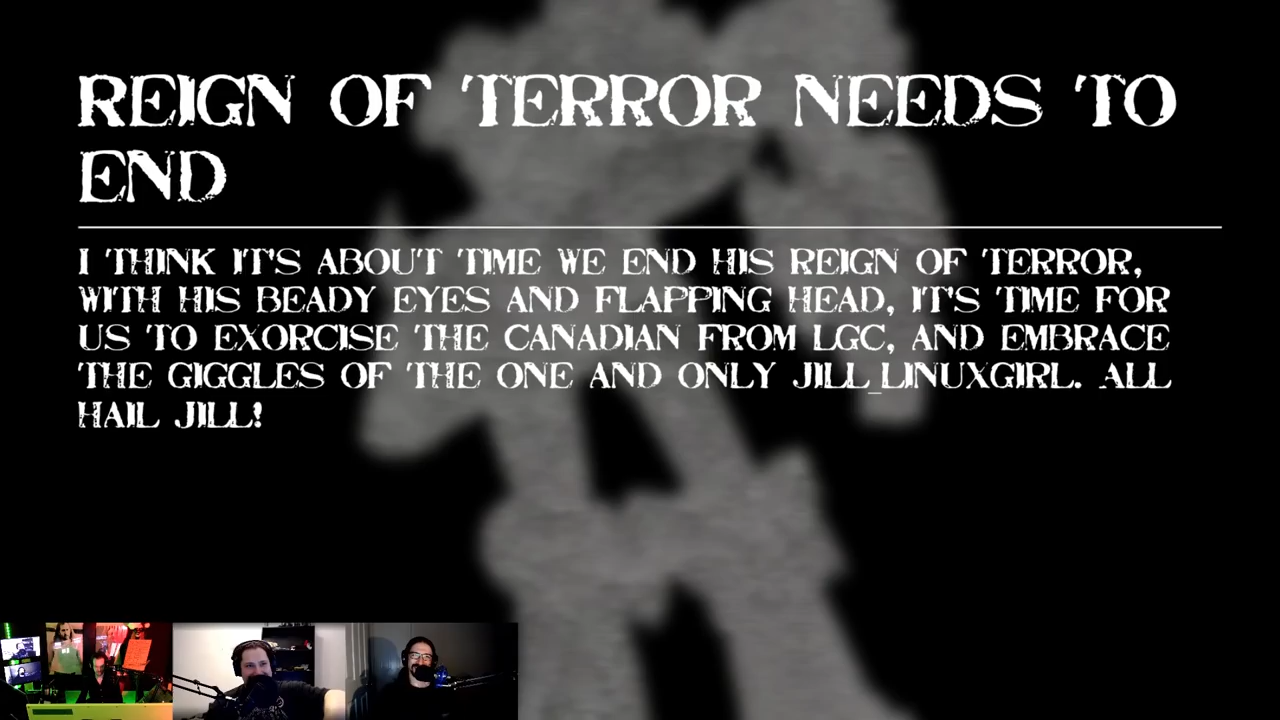 REIGN OF TERROR NEEDS TO
END
I THINK IT'S ABOUT TIME WE END HIS REIGN OF TERROR,
WITH HIS BEADY EYES AND FLAPPING HEAD, IT'S TIME FOR
US TO EXORCISE THE CANADIAN FROM LGC, AND EMBRACE
THE GIGGLES OF THE ONE AND ONLY JILL_LINUXGIRL. ALL
HAIL JILL!